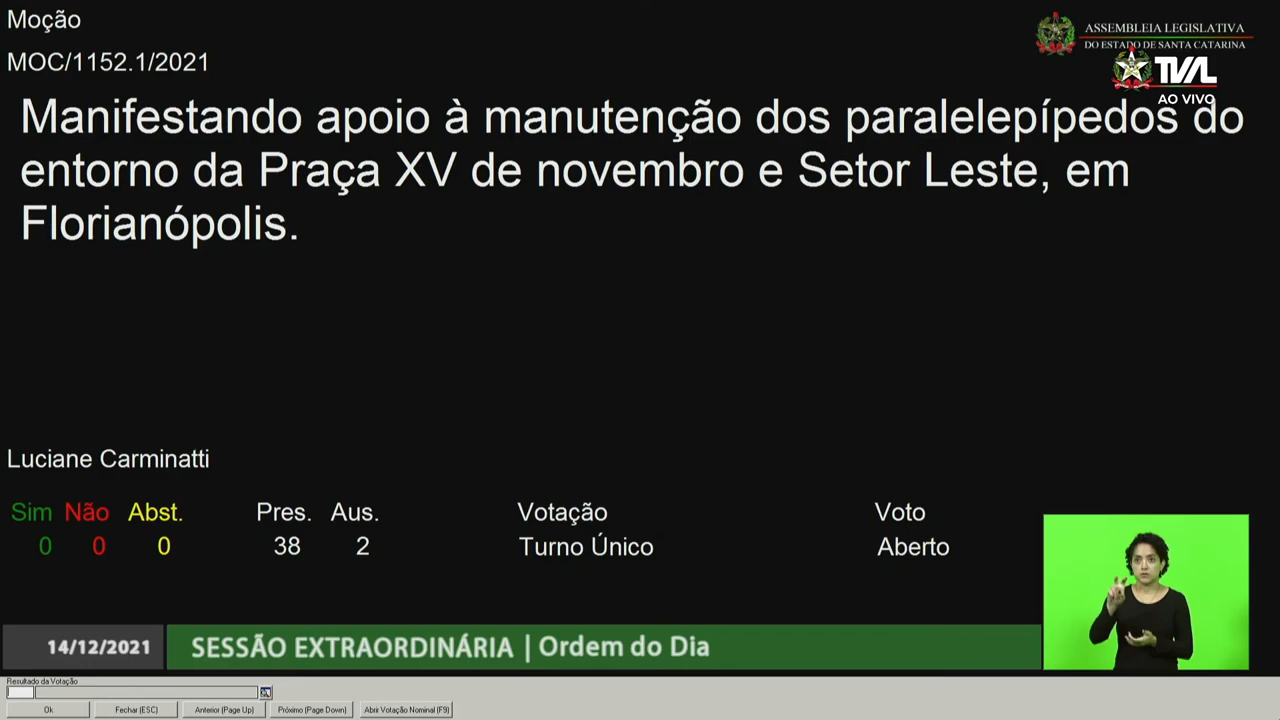 Moção
ASSEMBLEIA LEGISLATIVA
DO ESTADO DE SANTA CATARINA
MOC/1152.1/2021
TVAL
AO VIVO
Manifestando apoio à manutenção dos paralelepípedos do
entorno da Praça XV de novembro e Setor Leste, em
Florianópolis.
Luciane Carminatti
Sim Não Abst. Pres. Aus. Votação Voto
0 0 0 38 2 Turno Único Aberto
14/12/2021 SESSÃO EXTRAORDINÁRIA | Ordem do Dia
Resultado da Votação
Ok Fechar (ESC) Anterior (Page Up) Próximo (Page Down) Abrir Votação Nominal (F9)